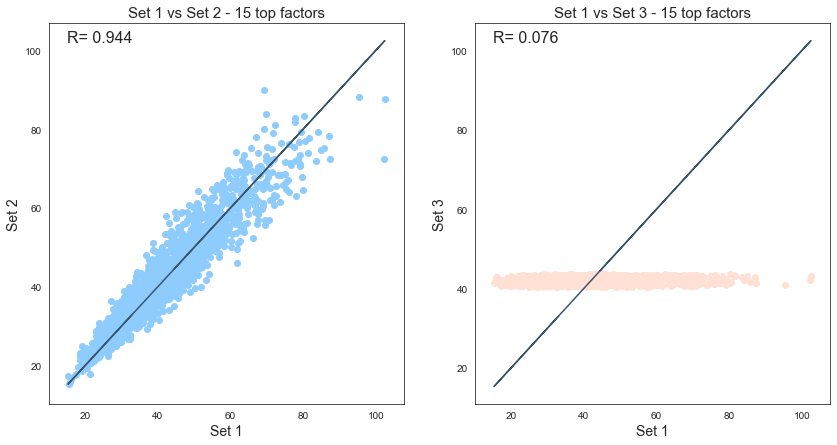 Set 1 vs Set 2 - 15 top factors
R= 0.944
100
80
60
40
20
Set 2
20 40 60 80 100
Set 1
Set 1 vs Set 3 - 15 top factors
R= 0.076
100
80
60
40
20
Set 3
20 40 60 80 100
Set 1